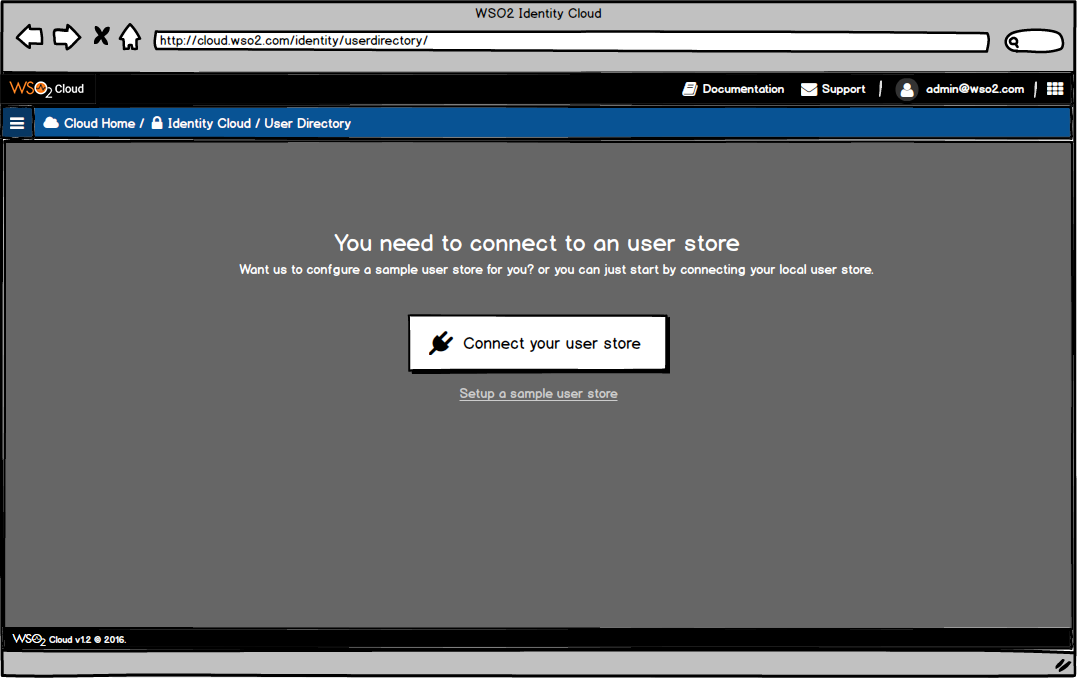 WSO2 Identity Cloud
http://cloud.wso2.com/identity/userdirectory/
WSO2 Cloud Documentation Support | admin@wso2.com |
Cloud Home / Identity Cloud / User Directory
You need to connect to an user store
Want us to confgure a sample user store for you? or you can just start by connecting your local user store.
Connect your user store
Setup a sample user store
WSO2 Cloud v1.2 © 2016.